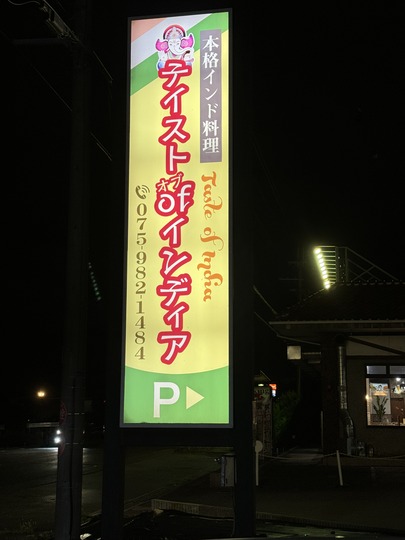 本格インド料理
テイスト
オブ
of
インディア
Taste of India
075-982-1484
P